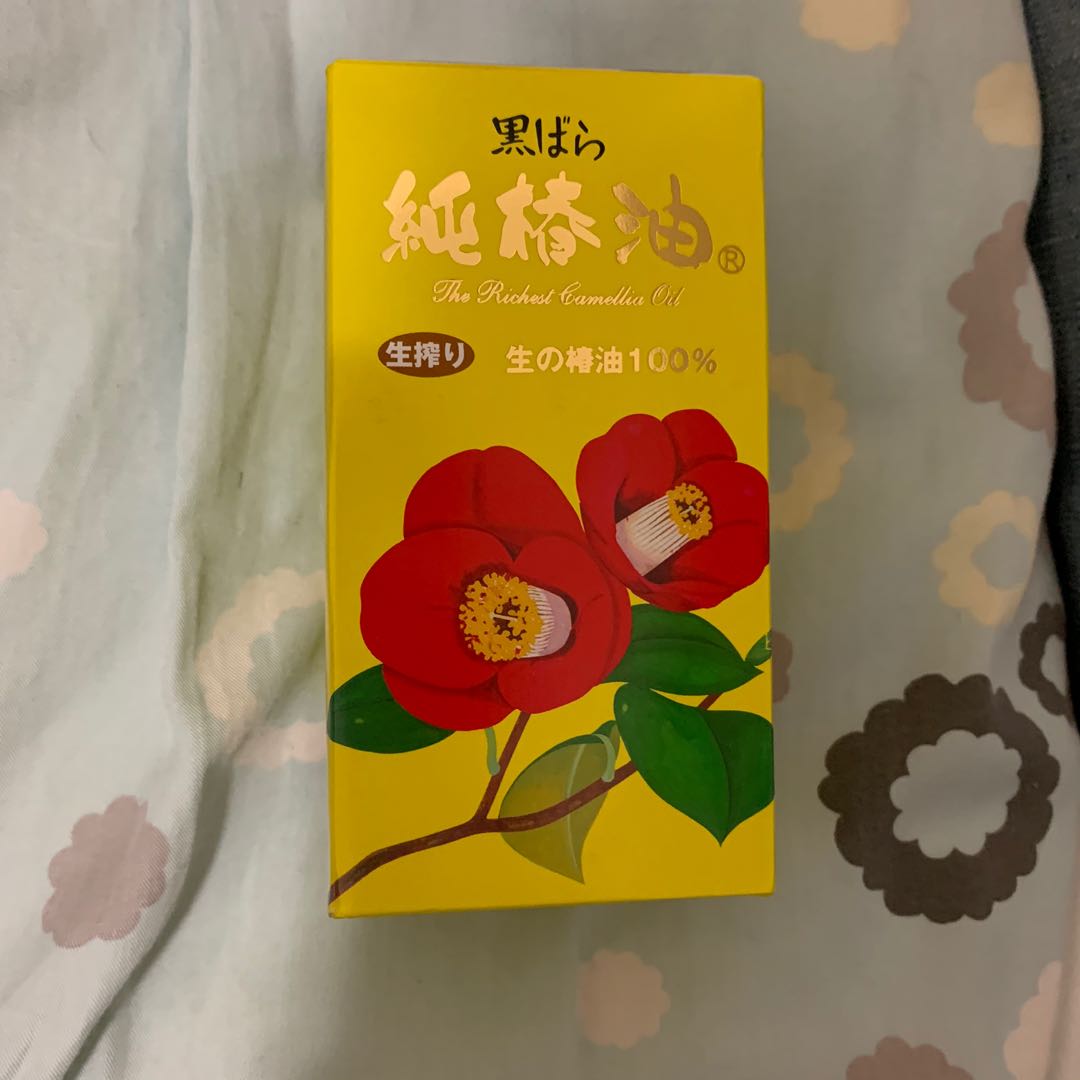 黒ばら
純椿油®
The Richest Camellia Oil
生搾り 生の椿油100%